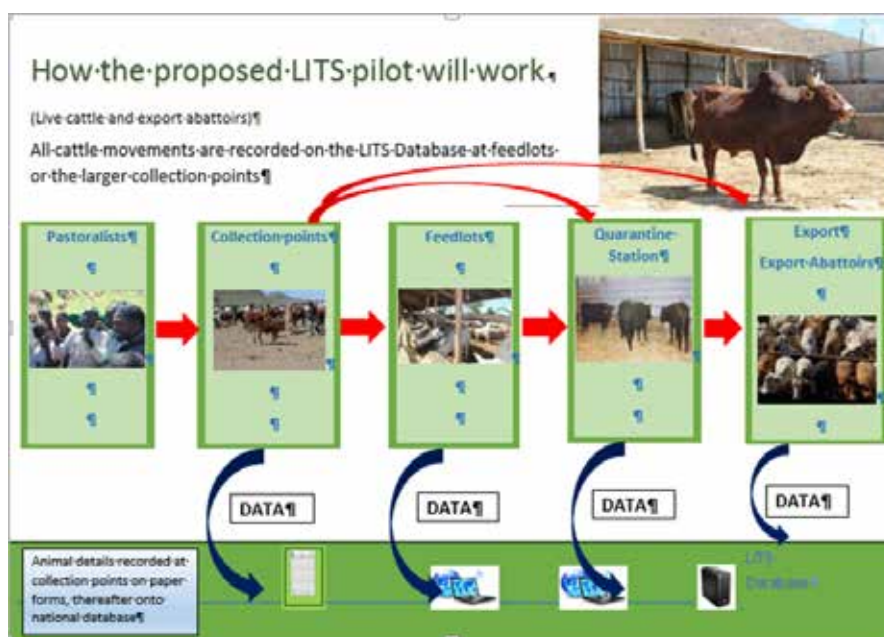 How·the·proposed·LITS·pilot·will·work.¶
(Live cattle and export abattoirs)¶
All·cattle·movements·are·recorded·on·the·LITS·Database·at·feedlots·
or·the·larger·collection·points¶
Pastoralists¶
¶
¶
¶
¶
Collection·points¶
¶
¶
¶
¶
Feedlots¶
¶
¶
¶
¶
Quarantine·
Station¶
¶
¶
¶
Export¶
Export·Abattoirs¶
¶
¶
¶
DATA¶
DATA¶
DATA¶
DATA¶
Animal·details·recorded·at·
collection·points·on·paper·
forms,·thereafter·onto·
national·database¶
LITS·
Database¶